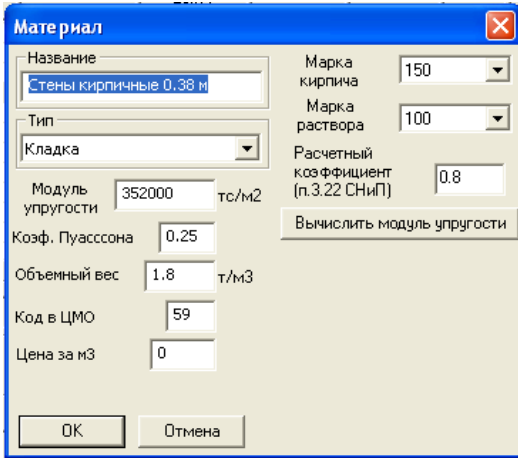 Материал
Название
Стены кирпичные 0.38 м
Тип
Кладка
Модуль
упругости
352000
тс/м2
Коэф. Пуасссона
0.25
Объемный вес
1.8
т/м3
Код в ЦМО
59
Цена за м3
0
Марка
кирпича
150
Марка
раствора
100
Расчетный
коэффициент
(п.3.22 СНиП)
0.8
Вычислить модуль упругости
OK
Отмена